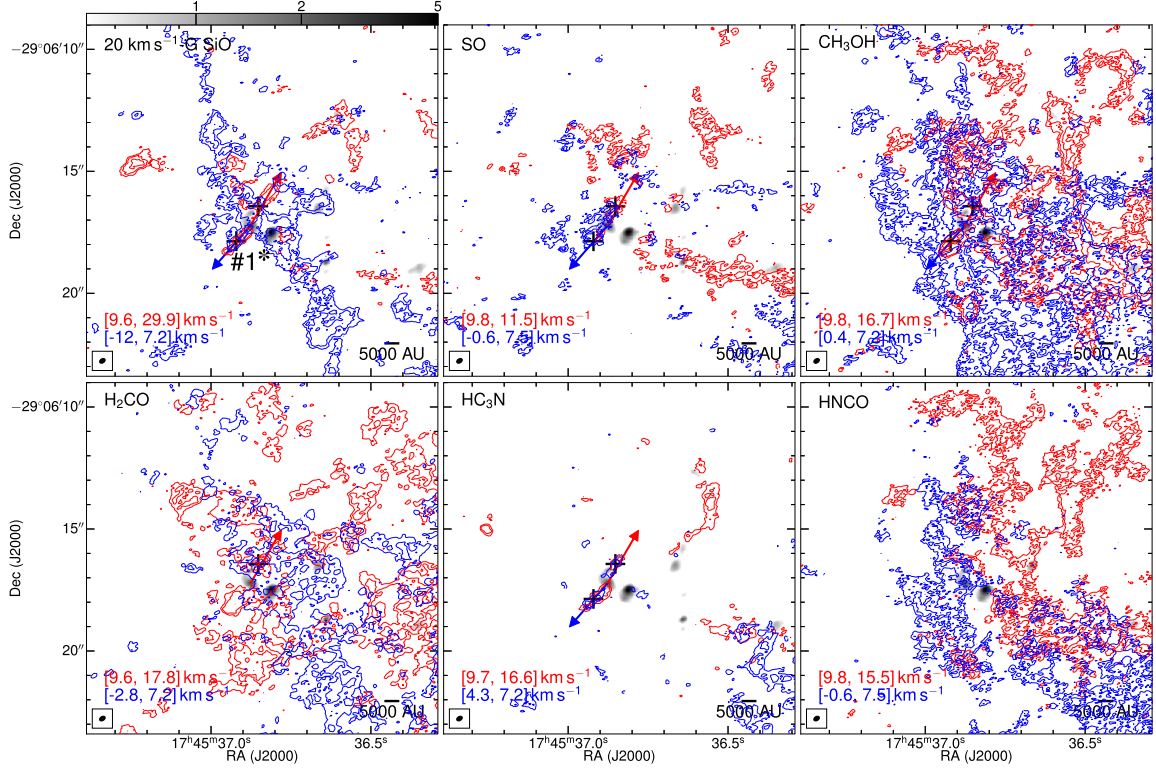 1 2 5
20 km s⁻¹-G SiO
SO
CH₃OH
−29°06′10″
15″
20″
Dec (J2000)
#1*
[9.6, 29.9] km s⁻¹
[-12, 7.2] km s⁻¹
5000 AU
[9.8, 11.5] km s⁻¹
[-0.6, 7.5] km s⁻¹
5000 AU
[9.8, 16.7] km s⁻¹
[0.4, 7.2] km s⁻¹
5000 AU
H₂CO
HC₃N
HNCO
−29°06′10″
15″
20″
Dec (J2000)
[9.6, 17.8] km s⁻¹
[-2.8, 7.2] km s⁻¹
5000 AU
[9.7, 16.6] km s⁻¹
[4.3, 7.2] km s⁻¹
5000 AU
[9.8, 15.5] km s⁻¹
[-0.6, 7.5] km s⁻¹
5000 AU
17ʰ45ᵐ37.0ˢ 36.5ˢ
RA (J2000)
17ʰ45ᵐ37.0ˢ 36.5ˢ
RA (J2000)
17ʰ45ᵐ37.0ˢ 36.5ˢ
RA (J2000)